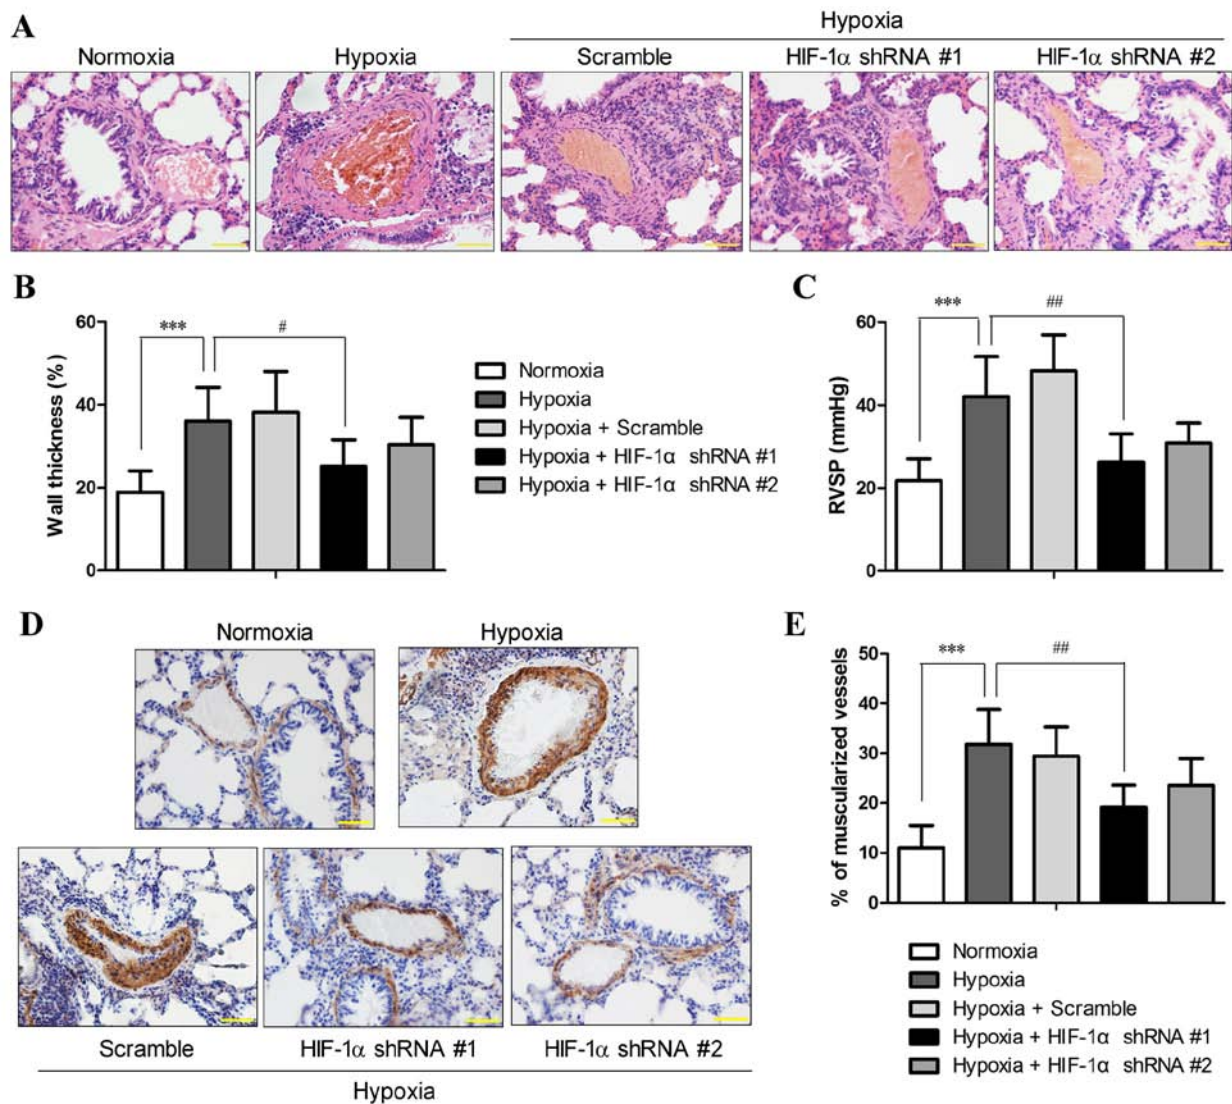 A
Hypoxia
Normoxia
Hypoxia
Scramble
HIF-1α shRNA #1
HIF-1α shRNA #2
B
60
40
20
0
Wall thickness (%)
***
#
Normoxia
Hypoxia
Hypoxia + Scramble
Hypoxia + HIF-1α shRNA #1
Hypoxia + HIF-1α shRNA #2
C
60
40
20
0
RVSP (mmHg)
***
##
D
Normoxia
Hypoxia
Scramble
HIF-1α shRNA #1
HIF-1α shRNA #2
Hypoxia
E
50
40
30
20
10
0
% of muscularized vessels
***
##
Normoxia
Hypoxia
Hypoxia + Scramble
Hypoxia + HIF-1α shRNA #1
Hypoxia + HIF-1α shRNA #2